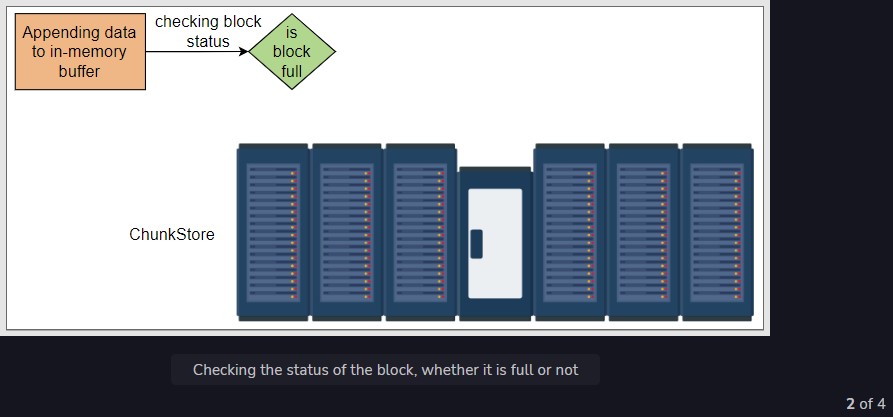 Appending data
to in-memory
buffer
checking block
status
is
block
full
ChunkStore
Checking the status of the block, whether it is full or not
2 of 4